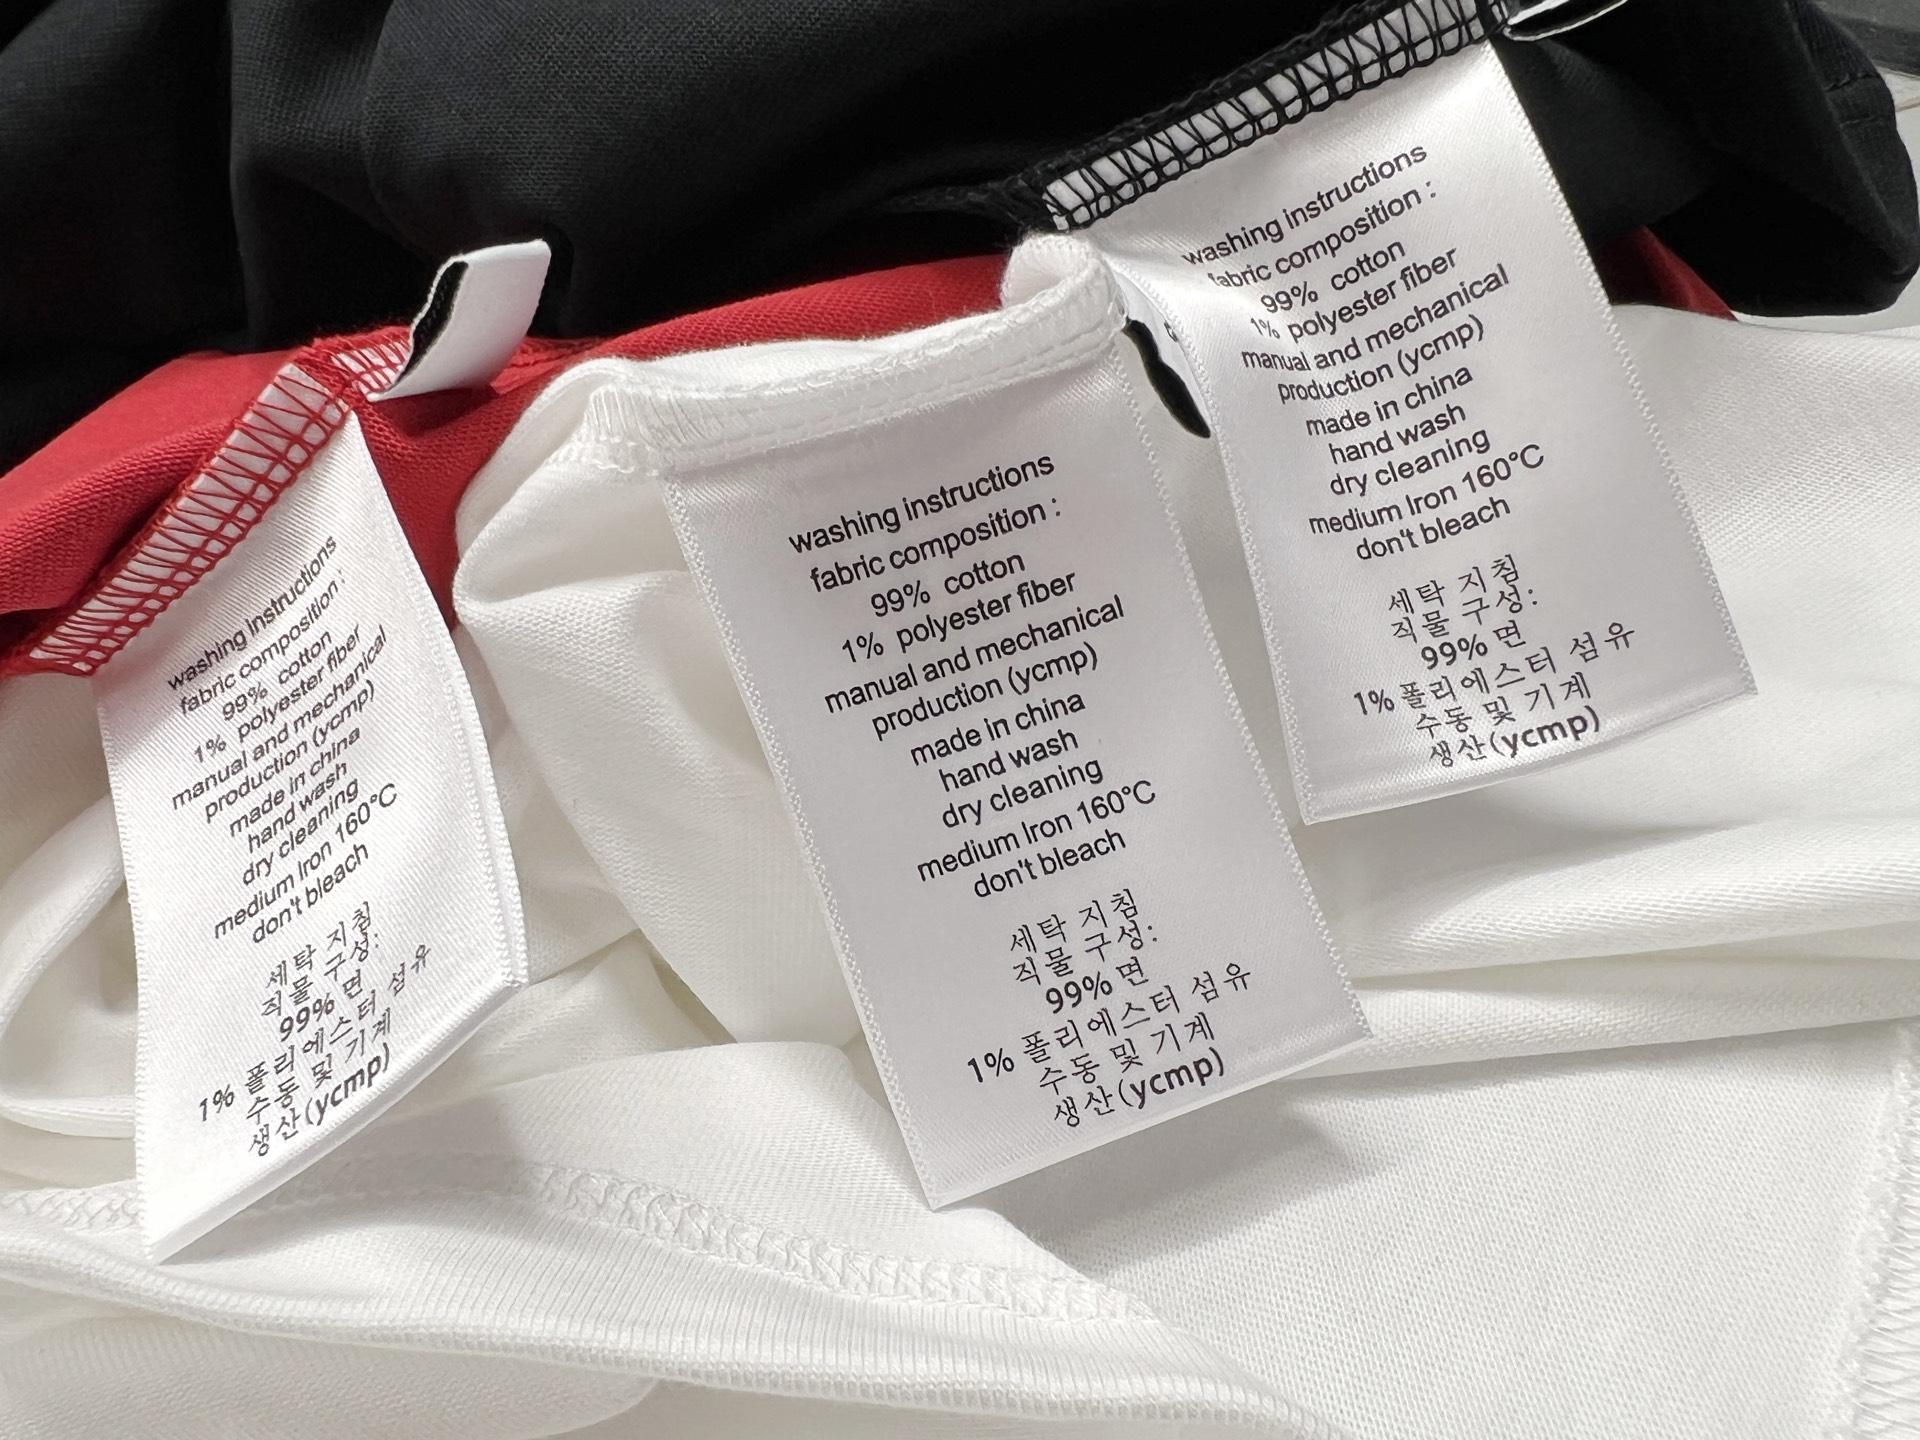 washing instructions
fabric composition :
99% cotton
1% polyester fiber
manual and mechanical
production (ycmp)
made in china
hand wash
dry cleaning
medium Iron 160°C
don't bleach
세탁 지침
직물 구성:
99% 면
1% 폴리에스터 섬유
수동 및 기계
생산(ycmp)
washing instructions
fabric composition :
99% cotton
1% polyester fiber
manual and mechanical
production (ycmp)
made in china
hand wash
dry cleaning
medium Iron 160°C
don't bleach
세탁 지침
직물 구성:
99% 면
1% 폴리에스터 섬유
수동 및 기계
생산(ycmp)
washing instructions
fabric composition :
99% cotton
1% polyester fiber
manual and mechanical
production (ycmp)
made in china
hand wash
dry cleaning
medium Iron 160°C
don't bleach
세탁 지침
직물 구성:
99% 면
1% 폴리에스터 섬유
수동 및 기계
생산(ycmp)